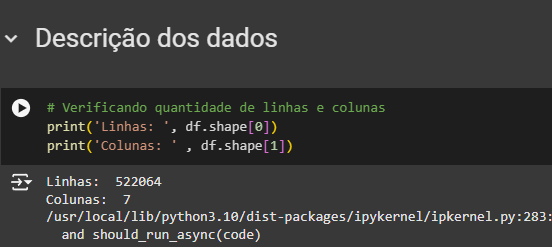 Descrição dos dados
# Verificando quantidade de linhas e colunas
print('Linhas: ', df.shape[0])
print('Colunas: ' , df.shape[1])
Linhas:  522064
Colunas:  7
/usr/local/lib/python3.10/dist-packages/ipykernel/ipkernel.py:283:
  and should_run_async(code)